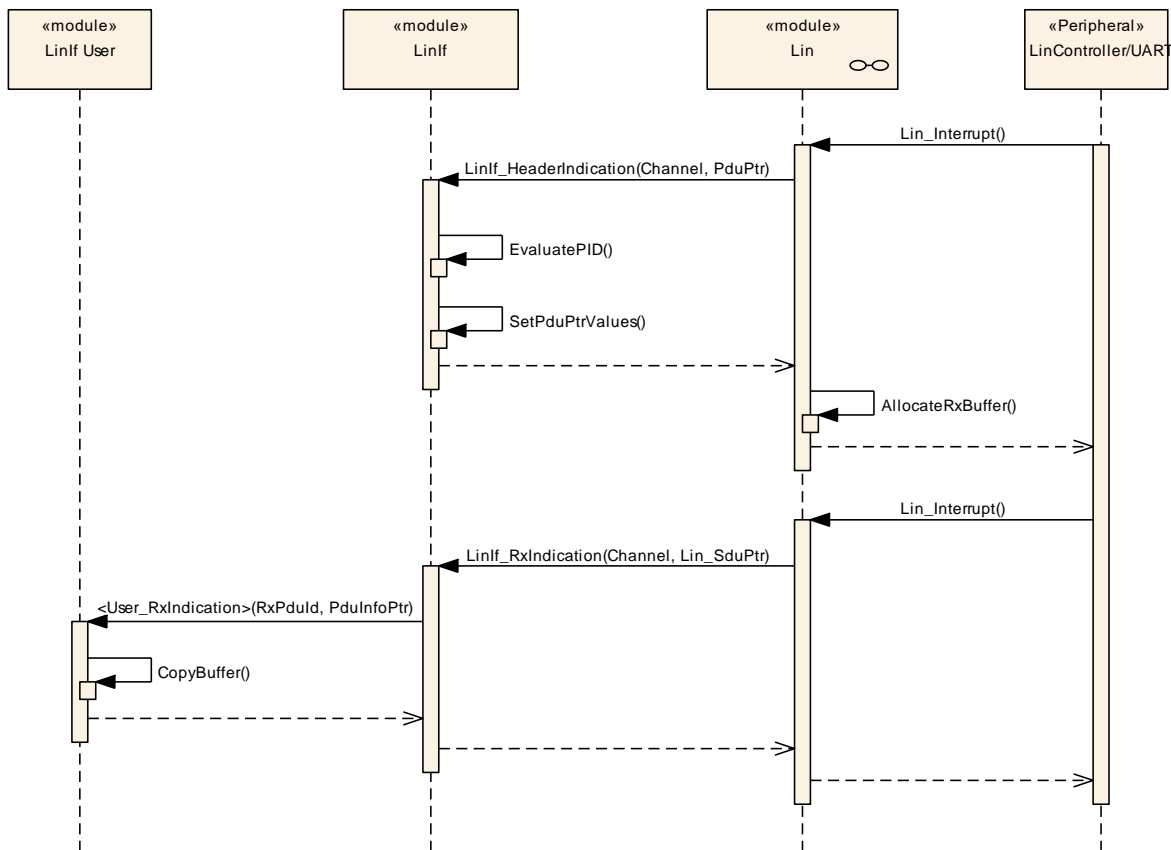 «module»
LinIf User
«module»
LinIf
«module»
Lin
«Peripheral»
LinController/UART
Lin_Interrupt()
LinIf_HeaderIndication(Channel, PduPtr)
EvaluatePID()
SetPduPtrValues()
AllocateRxBuffer()
Lin_Interrupt()
LinIf_RxIndication(Channel, Lin_SduPtr)
<User_RxIndication>(RxPduId, PduInfoPtr)
CopyBuffer()